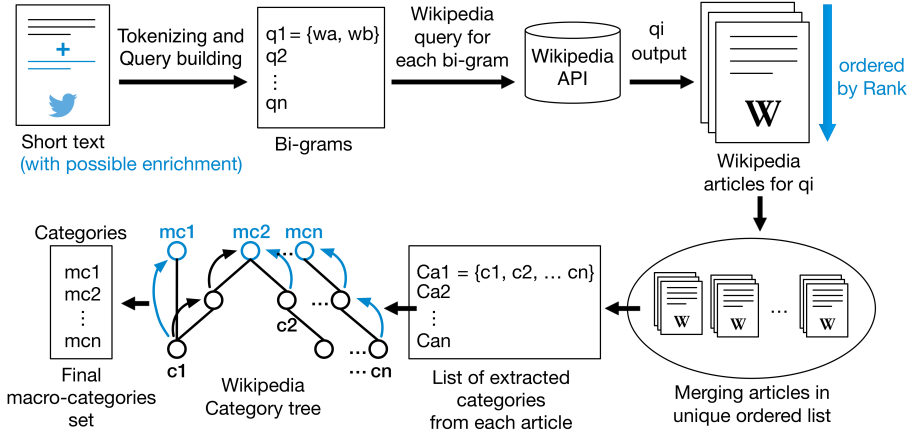 Tokenizing and
Query building
Short text
(with possible enrichment)
q1 = {wa, wb}
q2
⋮
qn
Bi-grams
Wikipedia
query for
each bi-gram
Wikipedia
API
qi
output
W
ordered
by Rank
Wikipedia
articles for qi
W
W
...
W
Merging articles in
unique ordered list
Ca1 = {c1, c2, ... cn}
Ca2
⋮
Can
List of extracted
categories
from each article
mc1
mc2
...
mcn
c2
...
...
c1
... cn
Wikipedia
Category tree
Categories
mc1
mc2
⋮
mcn
Final
macro-categories
set